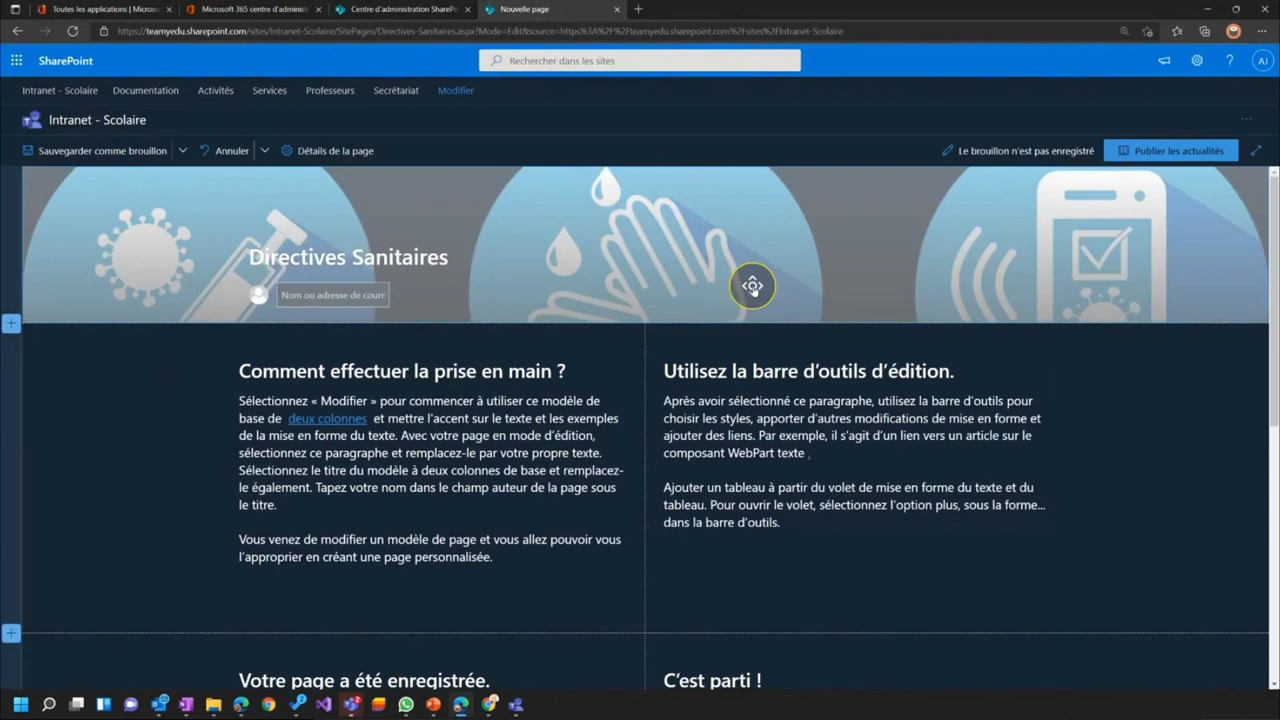 Toutes les applications | Microso
Microsoft 365 centre d'administ
Centre d'administration SharePo
Nouvelle page
https://teamyedu.sharepoint.com/sites/Intranet-Scolaire/SitePages/Directives-Sanitaires.aspx?Mode=Edit&source=https%3A%2F%2Fteamyedu.sharepoint.com%2Fsites%2FIntranet-Scolaire
SharePoint
Rechercher dans les sites
AJ
Intranet - Scolaire
Documentation
Activités
Services
Professeurs
Secrétariat
Modifier
Intranet - Scolaire
Sauvegarder comme brouillon
Annuler
Détails de la page
Le brouillon n'est pas enregistré
Publier les actualités
Directives Sanitaires
Nom ou adresse de courri
Comment effectuer la prise en main ?
Sélectionnez « Modifier » pour commencer à utiliser ce modèle de
base de deux colonnes et mettre l'accent sur le texte et les exemples
de la mise en forme du texte. Avec votre page en mode d'édition,
sélectionnez ce paragraphe et remplacez-le par votre propre texte.
Sélectionnez le titre du modèle à deux colonnes de base et remplacez-
le également. Tapez votre nom dans le champ auteur de la page sous
le titre.
Vous venez de modifier un modèle de page et vous allez pouvoir vous
l'approprier en créant une page personnalisée.
Utilisez la barre d'outils d'édition.
Après avoir sélectionné ce paragraphe, utilisez la barre d'outils pour
choisir les styles, apporter d'autres modifications de mise en forme et
ajouter des liens. Par exemple, il s'agit d'un lien vers un article sur le
composant WebPart texte .
Ajouter un tableau à partir du volet de mise en forme du texte et du
tableau. Pour ouvrir le volet, sélectionnez l'option plus, sous la forme...
dans la barre d'outils.
Votre page a été enregistrée.
C'est parti !